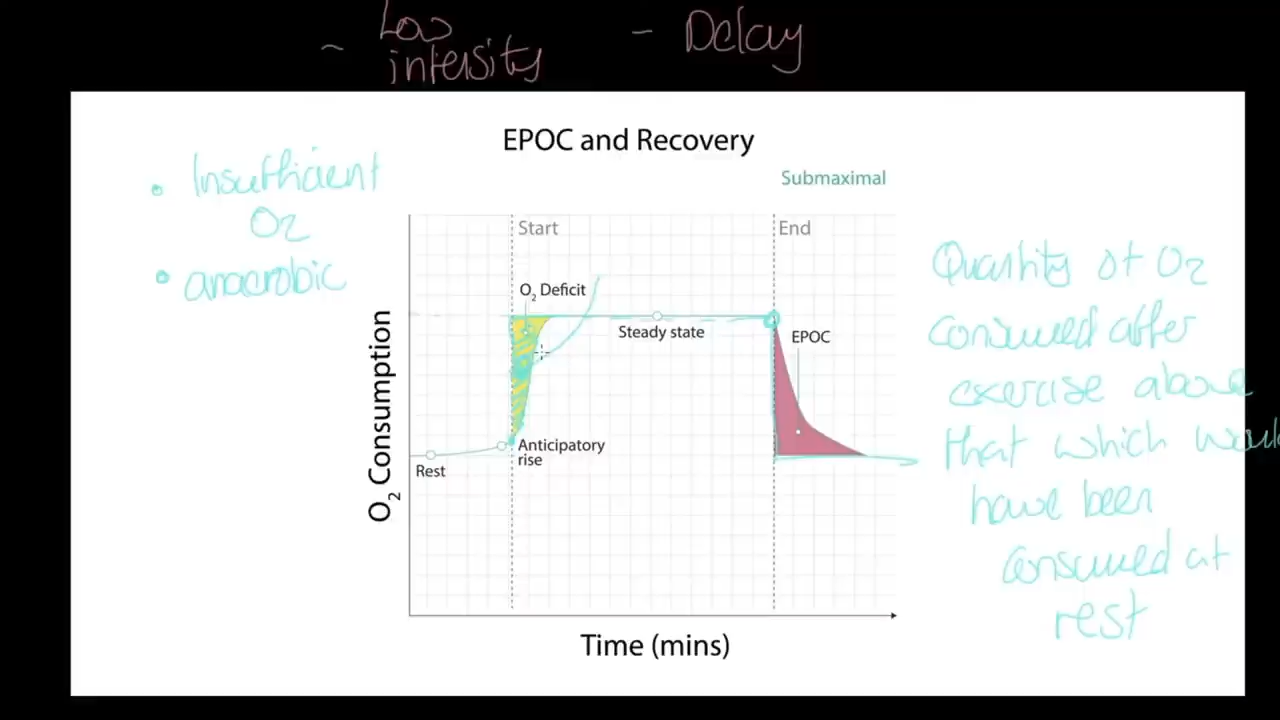 Low
intensity
- Delay
EPOC and Recovery
Submaximal
• Insufficient
O2
• anaerobic
Start
End
O2 Deficit
Steady state
EPOC
Anticipatory
rise
Rest
O2 Consumption
Time (mins)
Quantity of O2
consumed after
exercise above
that which would
have been
consumed at
rest